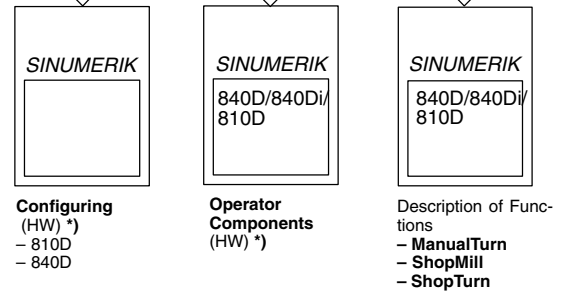 SINUMERIK
Configuring
(HW) *)
– 810D
– 840D
SINUMERIK
840D/840Di/
810D
Operator
Components
(HW) *)
SINUMERIK
840D/840Di/
810D
Description of Func-
tions
– ManualTurn
– ShopMill
– ShopTurn